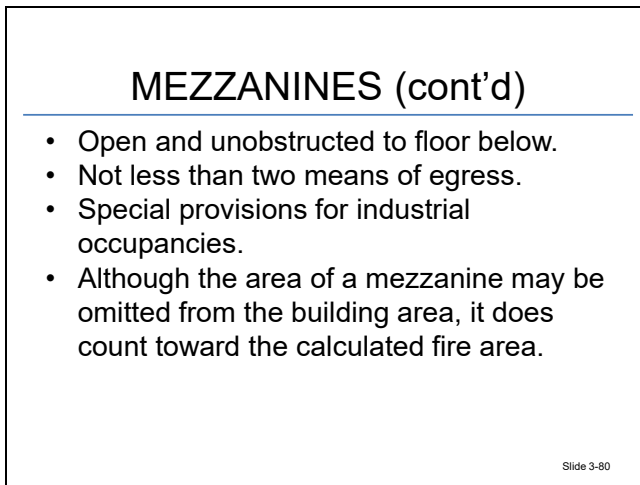 MEZZANINES (cont’d)
• Open and unobstructed to floor below.
• Not less than two means of egress.
• Special provisions for industrial
occupancies.
• Although the area of a mezzanine may be
omitted from the building area, it does
count toward the calculated fire area.
Slide 3-80